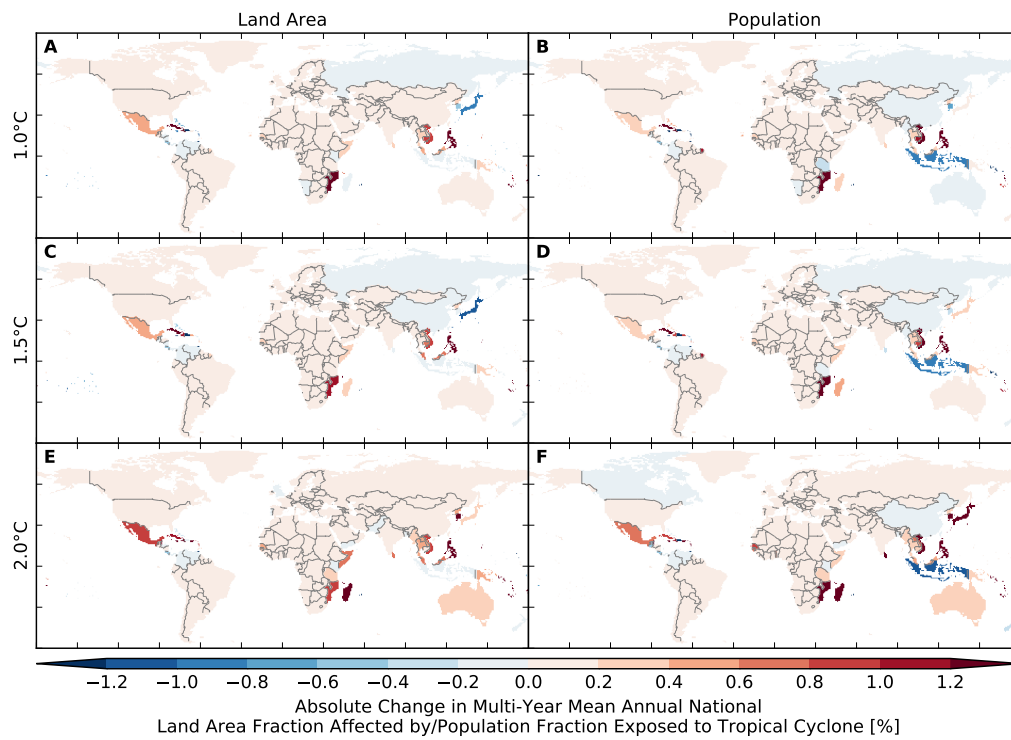 Land Area
Population
A
B
1.0°C
C
D
1.5°C
E
F
2.0°C
−1.2 −1.0 −0.8 −0.6 −0.4 −0.2 0.0 0.2 0.4 0.6 0.8 1.0 1.2
Absolute Change in Multi-Year Mean Annual National
Land Area Fraction Affected by/Population Fraction Exposed to Tropical Cyclone [%]